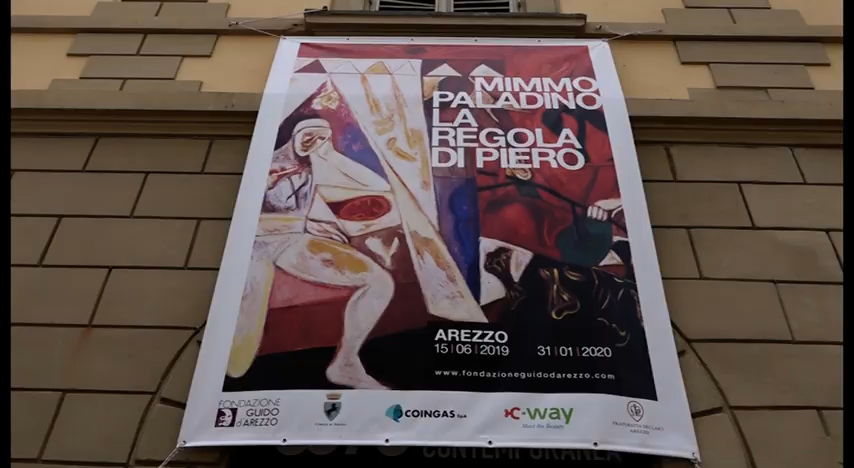 MIMMO
PALADINO
LA
REGOLA
DI PIERO
AREZZO
15|06|2019 31|01|2020
www.fondazioneguidodarezzo.com
FONDAZIONE
GUIDO
d'AREZZO
COINGAS SpA
C-way
CONTEMPORANEA